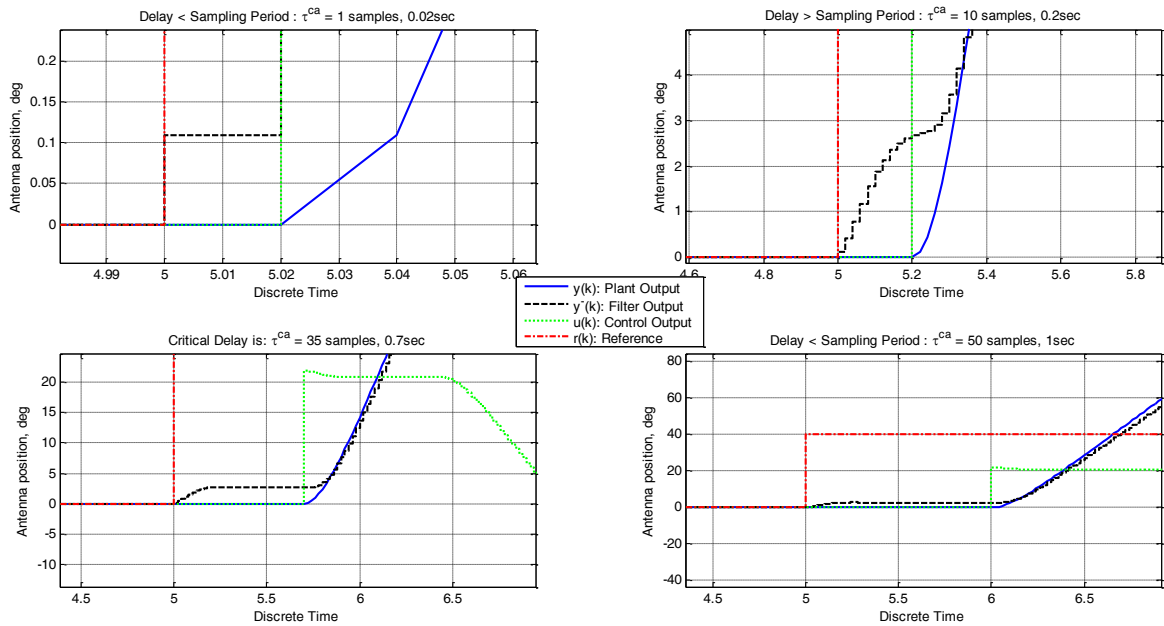 Delay < Sampling Period : τ^ca = 1 samples, 0.02sec
Antenna position, deg
0.2
0.15
0.1
0.05
0
4.99 5 5.01 5.02 5.03 5.04 5.05 5.06
Discrete Time
Delay > Sampling Period : τ^ca = 10 samples, 0.2sec
Antenna position, deg
5
4
3
2
1
0
4.6 4.8 5 5.2 5.4 5.6 5.8
Discrete Time
y(k): Plant Output
y^-(k): Filter Output
u(k): Control Output
r(k): Reference
Critical Delay is: τ^ca = 35 samples, 0.7sec
Antenna position, deg
20
15
10
5
0
-5
-10
4.5 5 5.5 6 6.5
Discrete Time
Delay < Sampling Period : τ^ca = 50 samples, 1sec
Antenna position, deg
80
60
40
20
0
-20
-40
4.5 5 5.5 6 6.5
Discrete Time